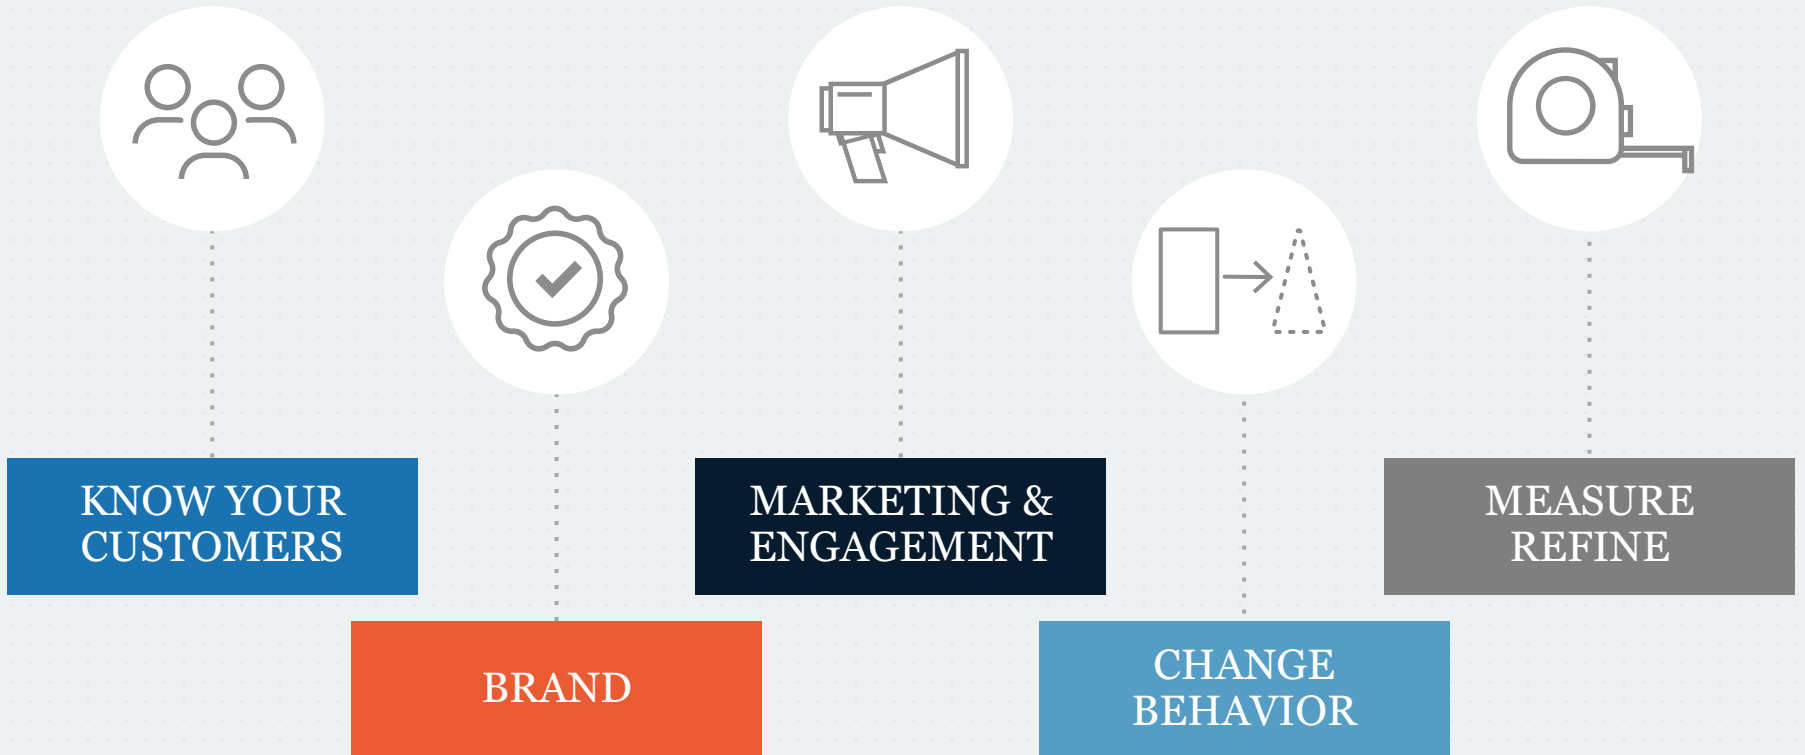 KNOW YOUR
CUSTOMERS
BRAND
MARKETING &
ENGAGEMENT
CHANGE
BEHAVIOR
MEASURE
REFINE